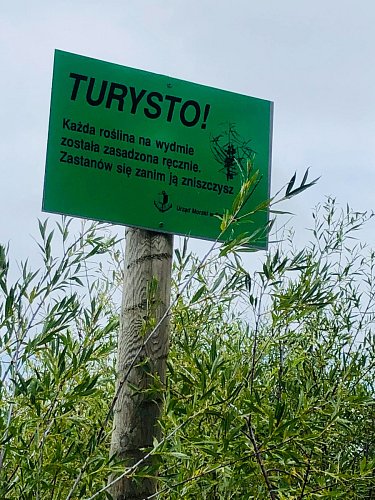 TURYSTO!
Każda roślina na wydmie
została zasadzona ręcznie.
Zastanów się zanim ją zniszczysz
Urząd Morski w